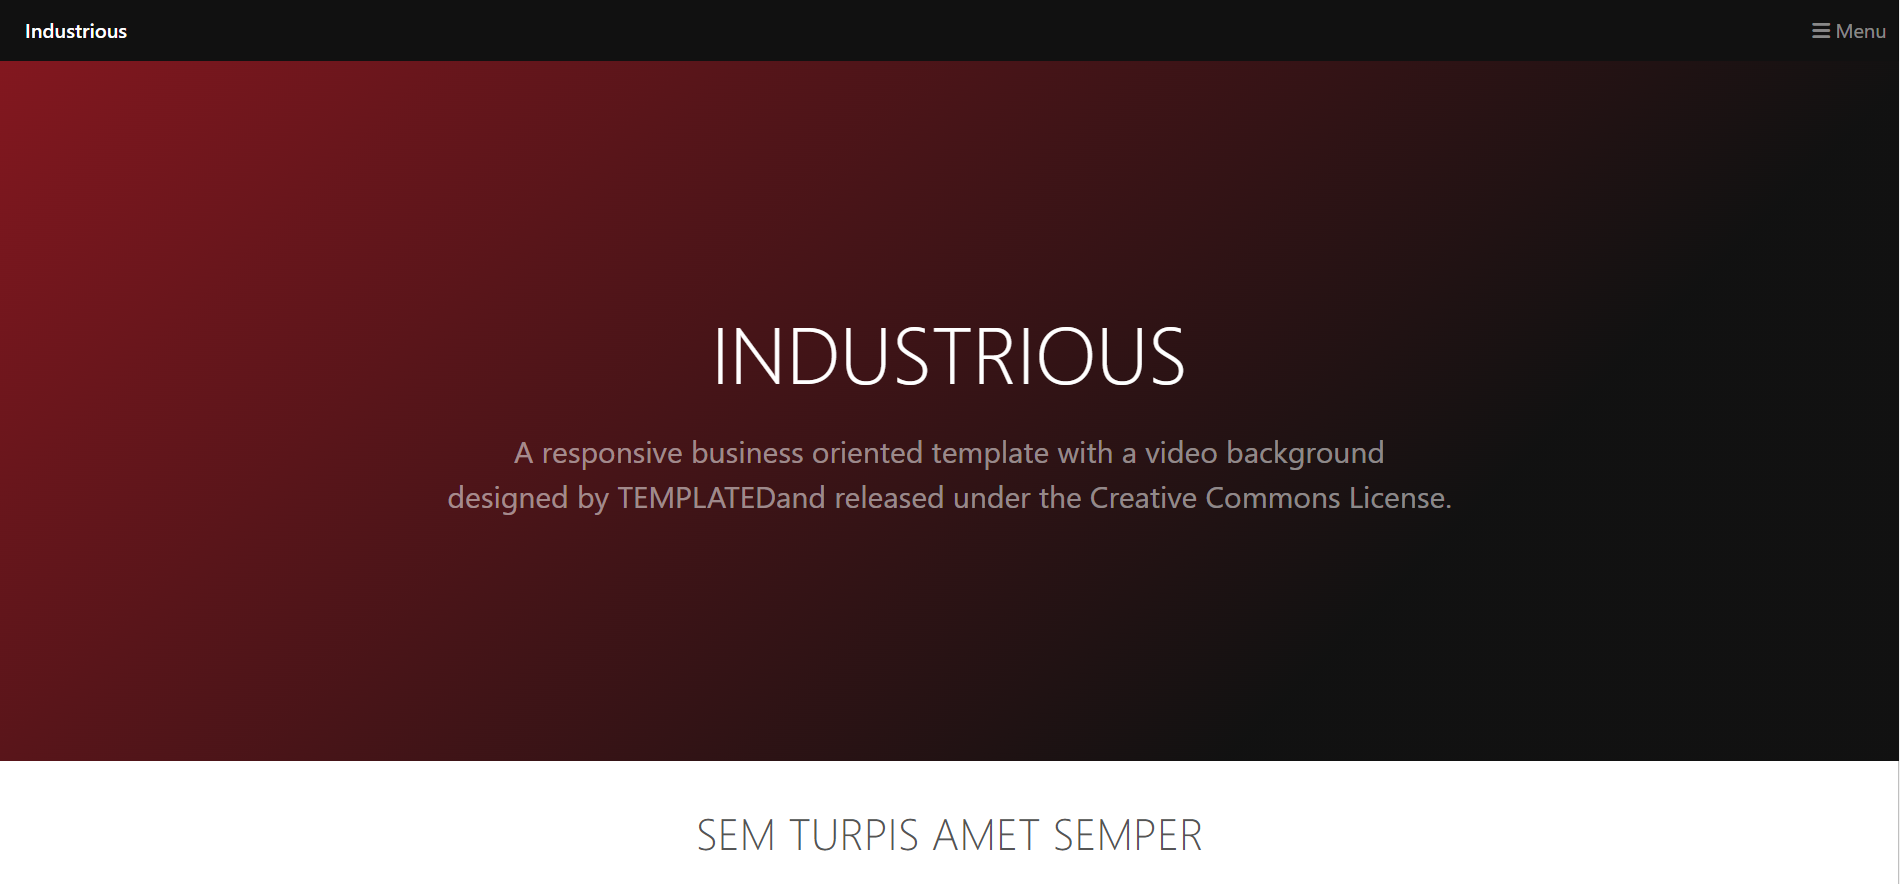 Industrious
Menu
INDUSTRIOUS
A responsive business oriented template with a video background
designed by TEMPLATEDand released under the Creative Commons License.
SEM TURPIS AMET SEMPER